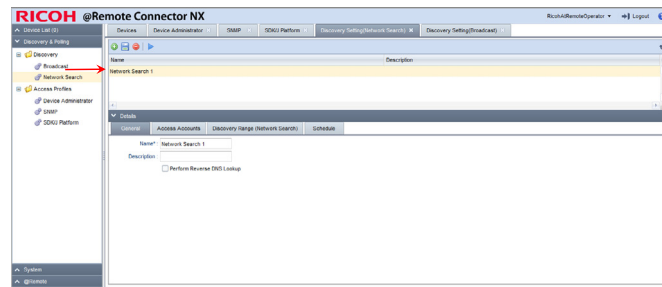 RICOH @Remote Connector NX
RicohAtRemoteOperator Logout
Device List (6)
Devices Device Administrator SNMP SDK/J Platform Discovery Setting(Network Search) Discovery Setting(Broadcast)
Discovery & Polling
Discovery
Broadcast
Network Search
Access Profiles
Device Administrator
SNMP
SDK/J Platform
System
@Remote
Name Description
Network Search 1
Details
General Access Accounts Discovery Range (Network Search) Schedule
Name* : Network Search 1
Description :
Perform Reverse DNS Lookup